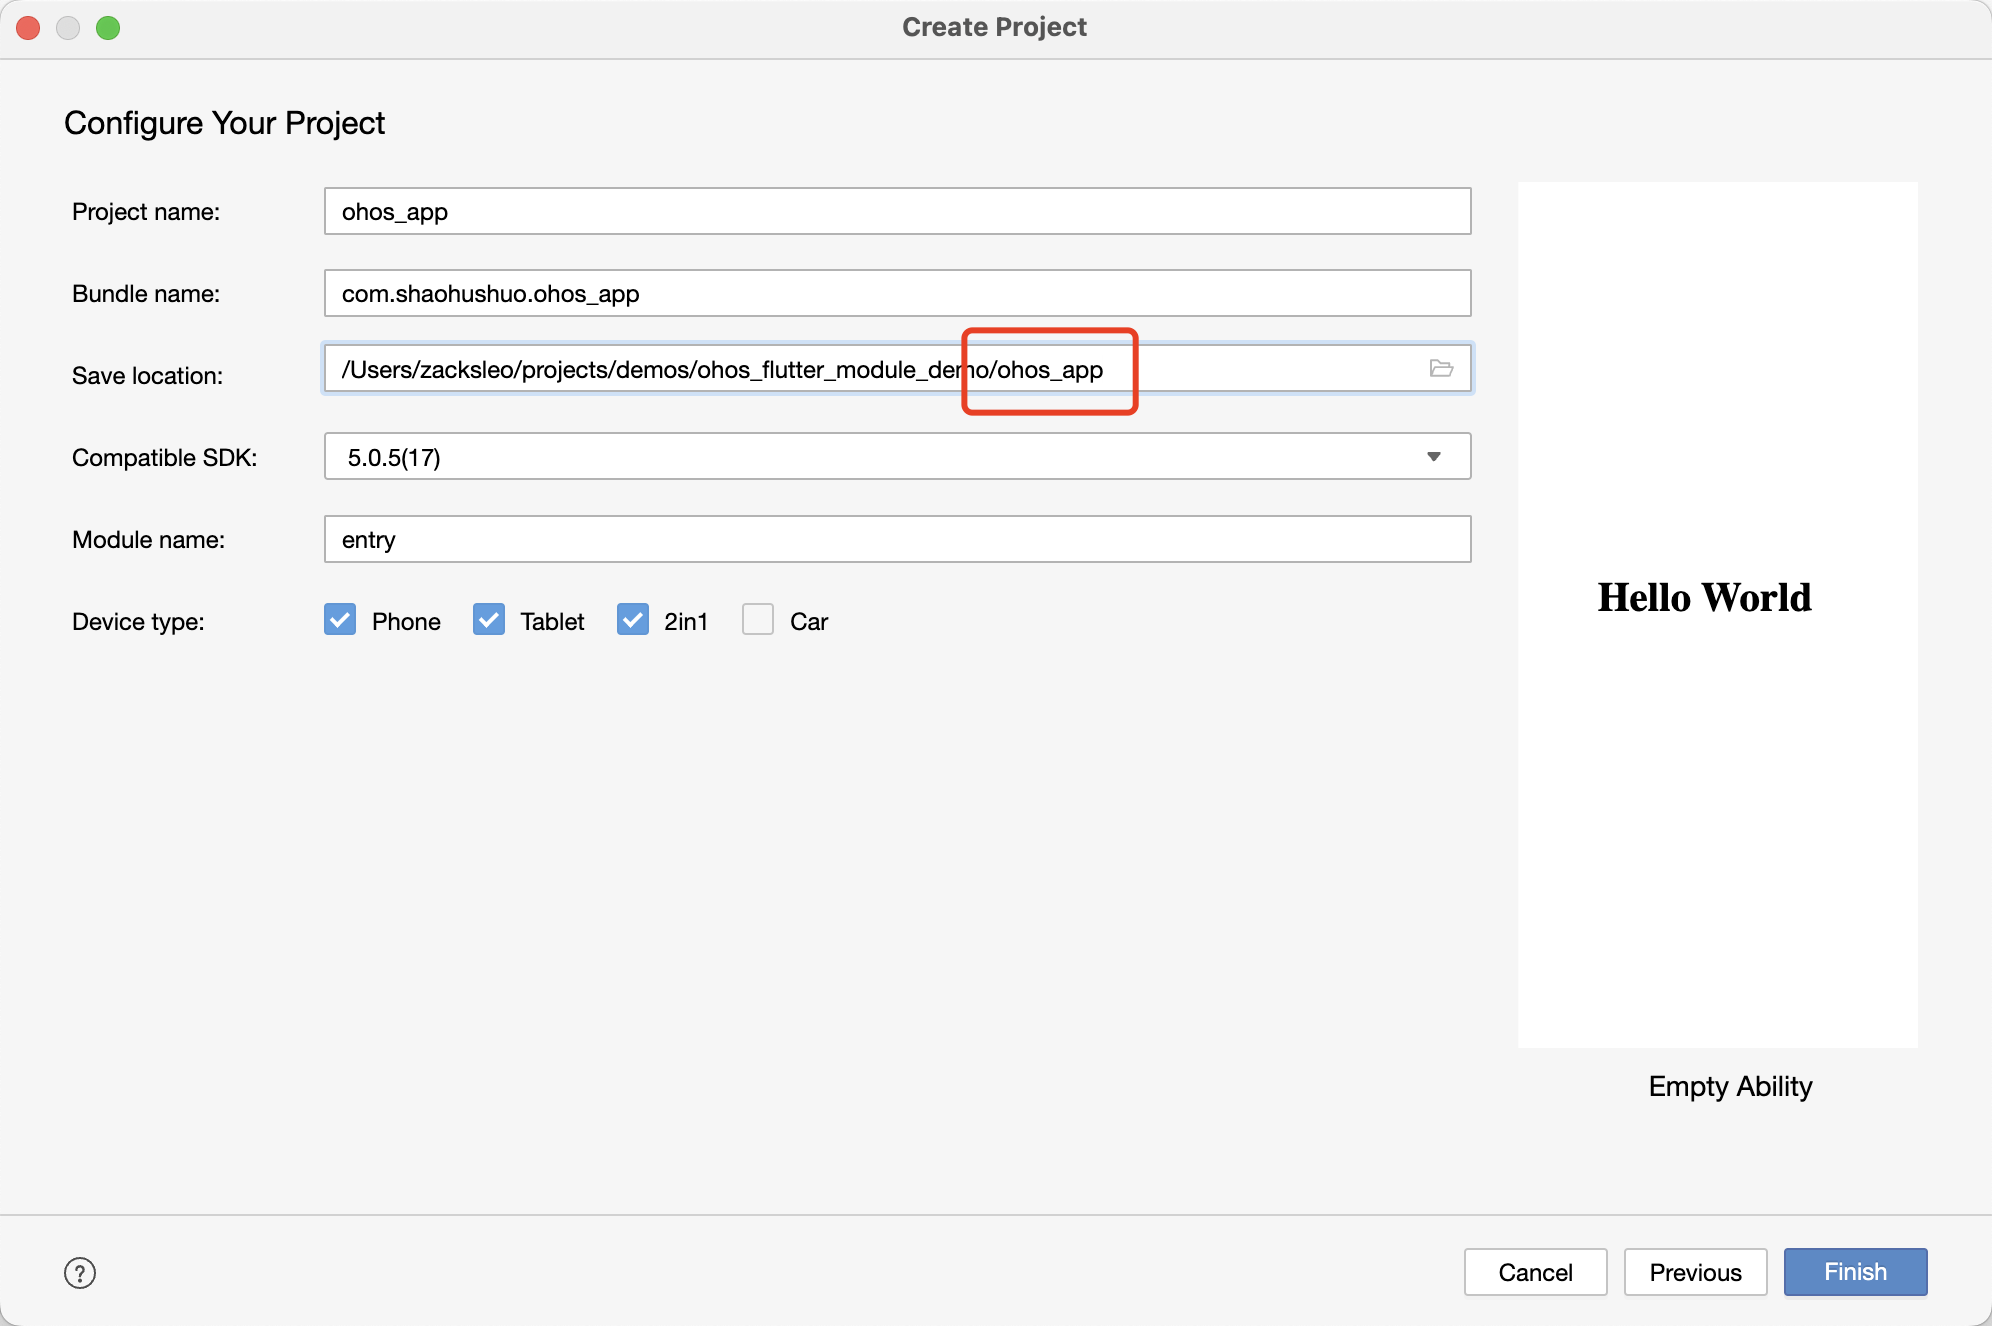 Create Project
Configure Your Project
Project name:
ohos_app
Bundle name:
com.shaohushuo.ohos_app
Save location:
/Users/zacksleo/projects/demos/ohos_flutter_module_demo/ohos_app
Compatible SDK:
5.0.5(17)
Module name:
entry
Device type:
Phone Tablet 2in1 Car
Hello World
Empty Ability
?
Cancel Previous Finish